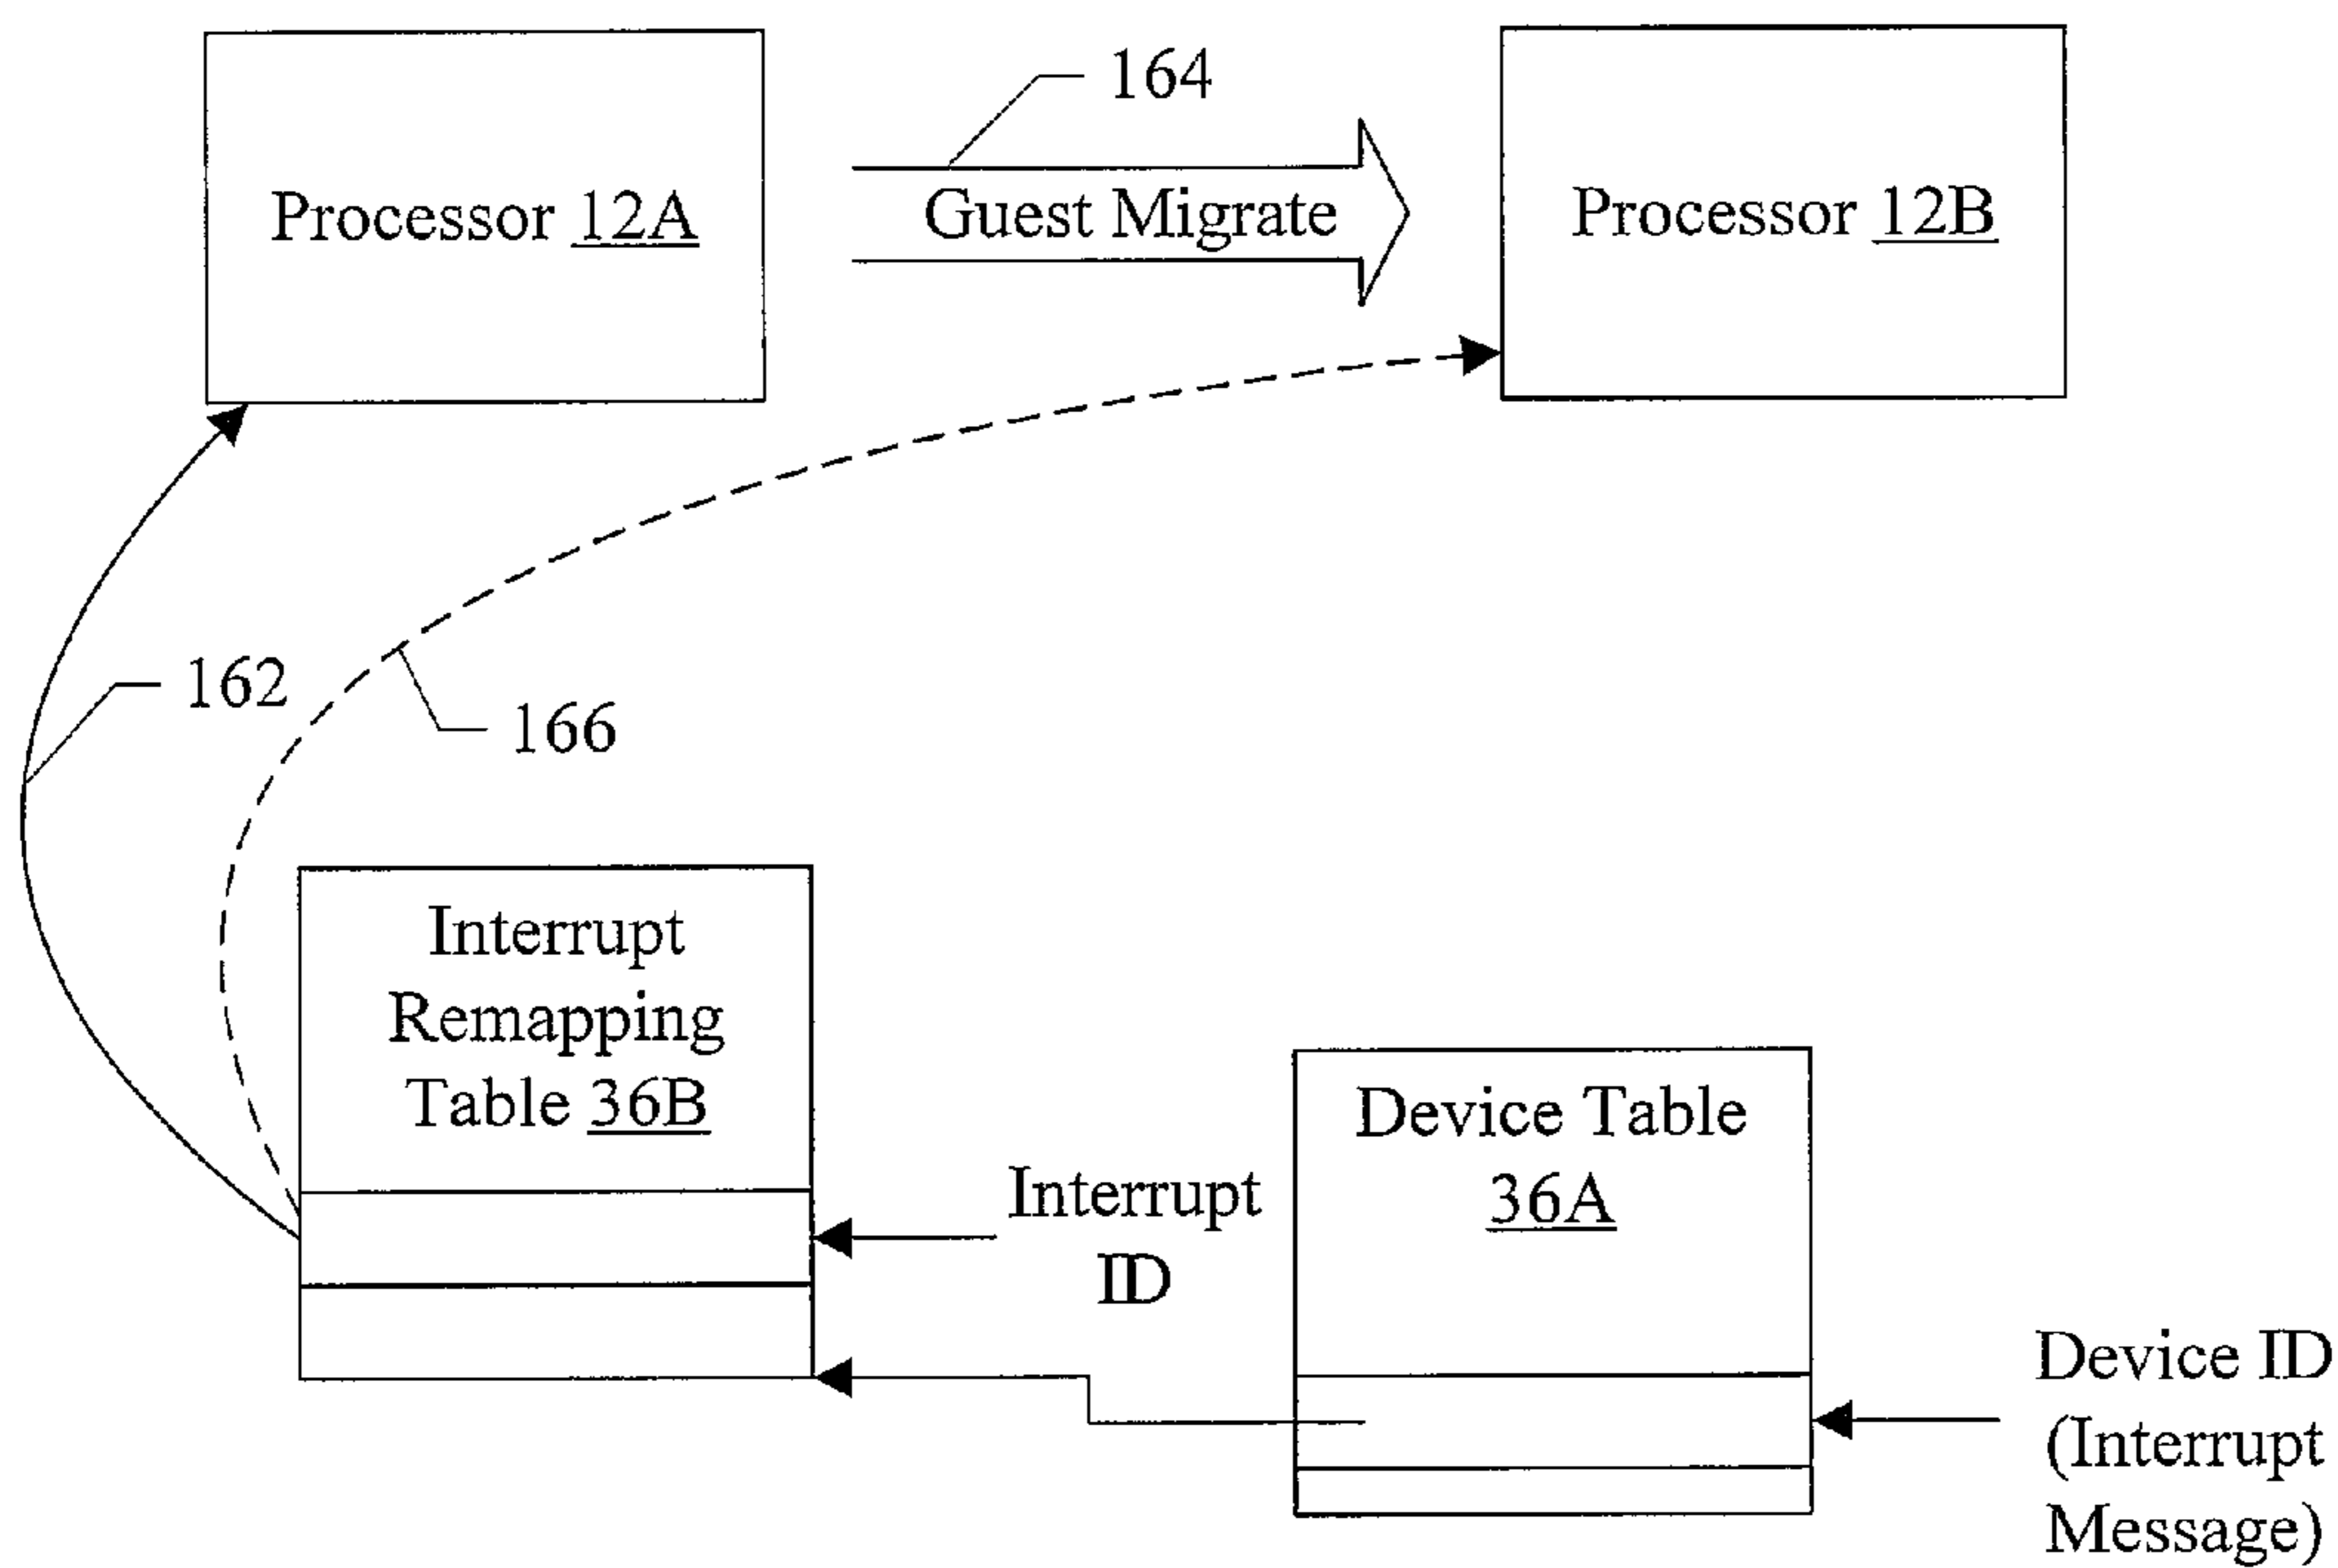 164
Processor 12A
Guest Migrate
Processor 12B
162
166
Interrupt
Remapping
Table 36B
Interrupt
ID
Device Table
36A
Device ID
(Interrupt
Message)